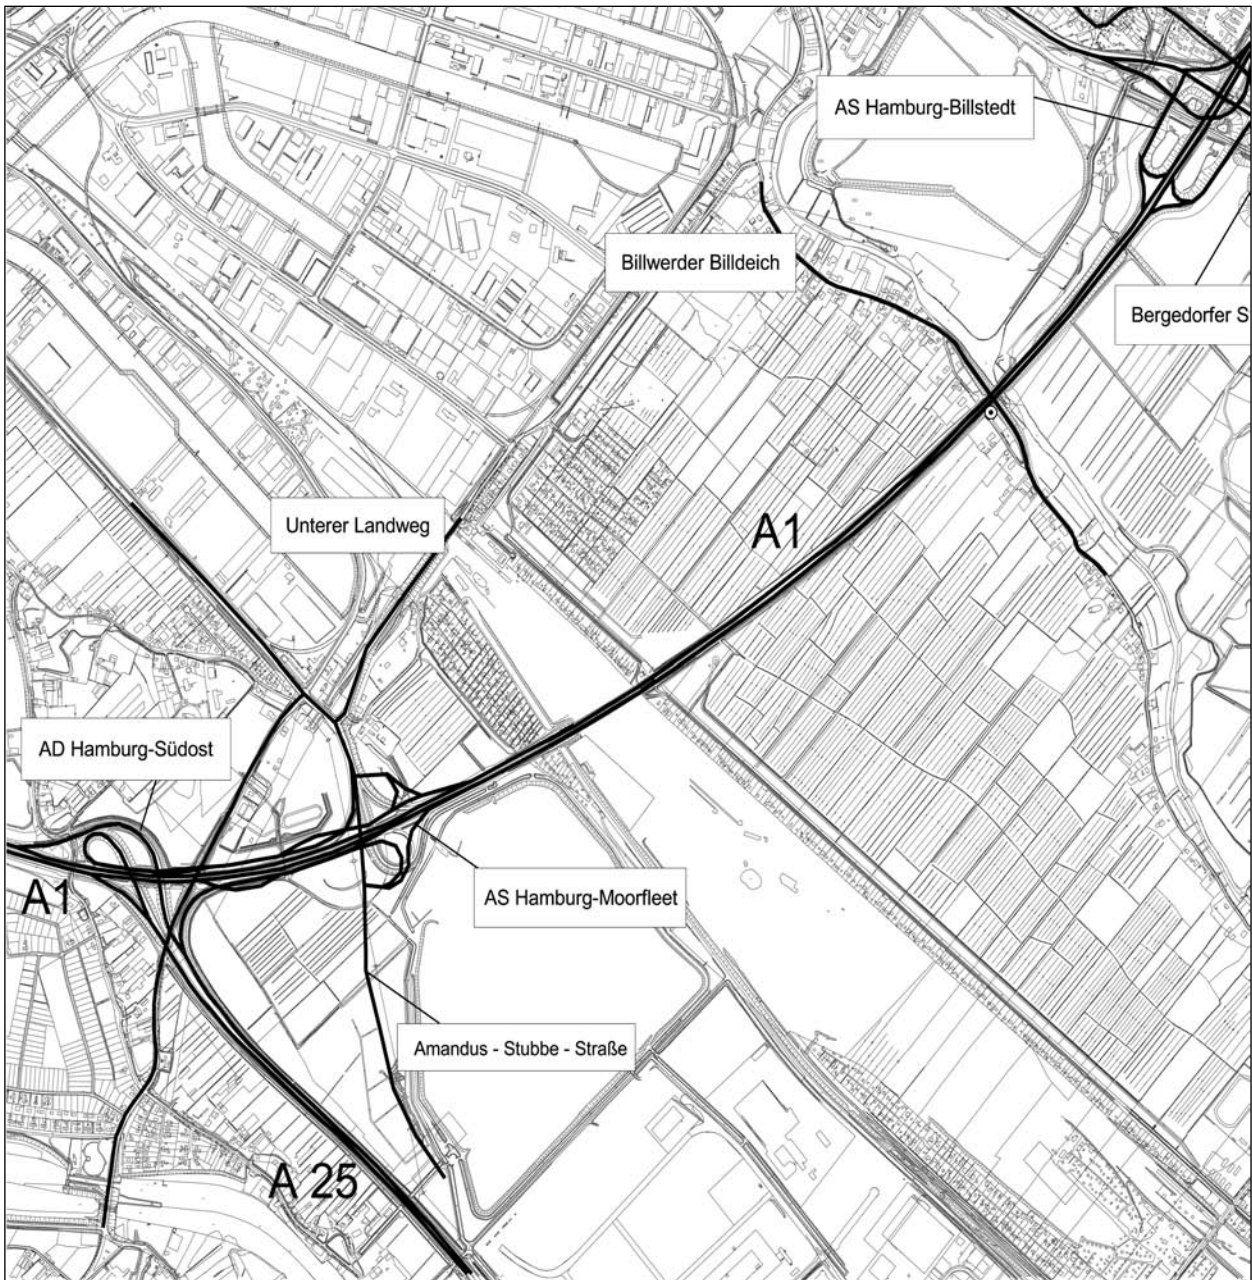 AS Hamburg-Billstedt
Billwerder Billdeich
Bergedorfer S
Unterer Landweg
A1
AD Hamburg-Südost
A1
AS Hamburg-Moorfleet
Amandus - Stubbe - Straße
A 25